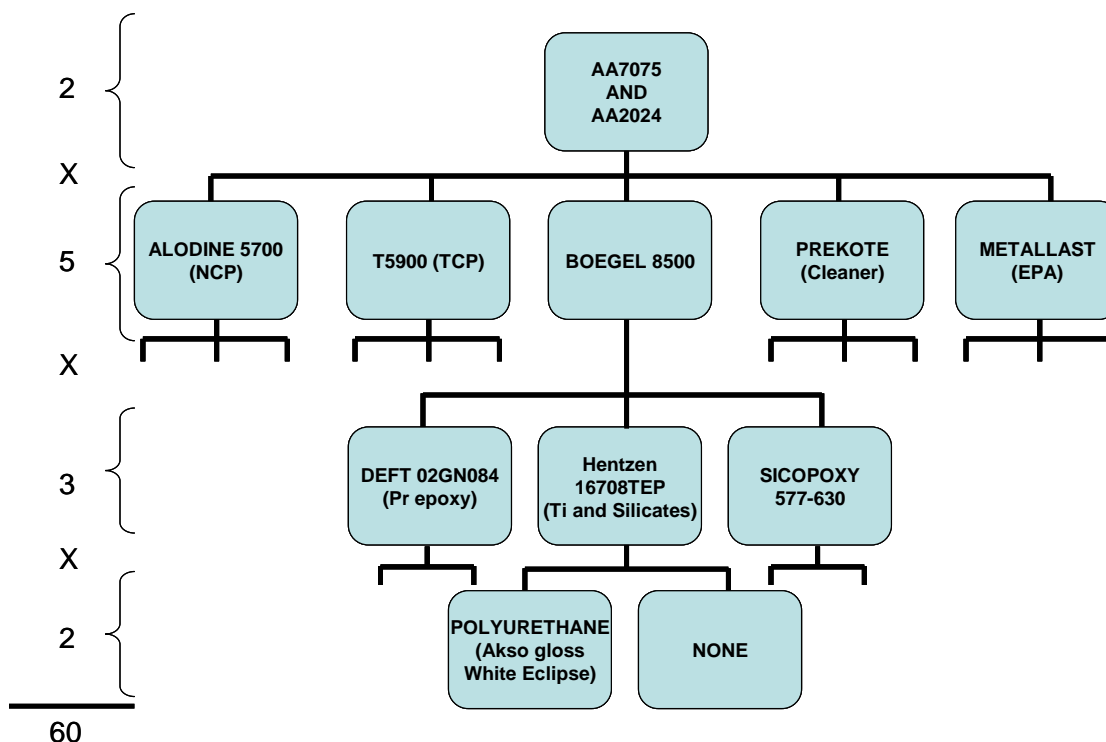 2
AA7075
AND
AA2024
X
5
ALODINE 5700
(NCP)
T5900 (TCP)
BOEGEL 8500
PREKOTE
(Cleaner)
METALLAST
(EPA)
X
3
DEFT 02GN084
(Pr epoxy)
Hentzen
16708TEP
(Ti and Silicates)
SICOPOXY
577-630
X
2
POLYURETHANE
(Akso gloss
White Eclipse)
NONE
60